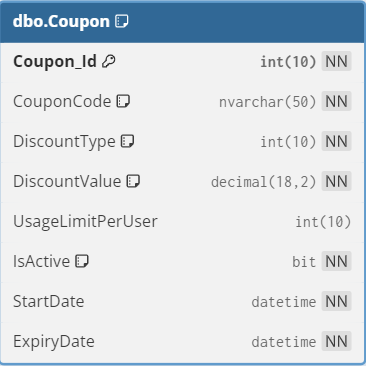 dbo.Coupon
Coupon_Id int(10) NN
CouponCode nvarchar(50) NN
DiscountType int(10) NN
DiscountValue decimal(18,2) NN
UsageLimitPerUser int(10)
IsActive bit NN
StartDate datetime NN
ExpiryDate datetime NN